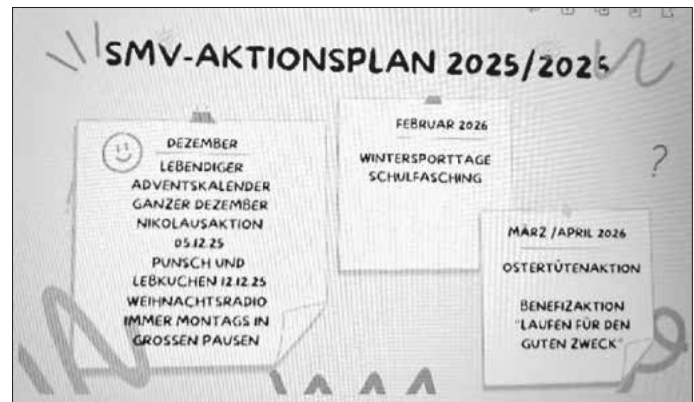 SMV-AKTIONSPLAN 2025/2026
DEZEMBER
LEBENDIGER
ADVENTSKALENDER
GANZER DEZEMBER
NIKOLAUSAKTION
05.12.25
PUNSCH UND
LEBKUCHEN 12.12.25
WEIHNACHTSRADIO
IMMER MONTAGS IN
GROSSEN PAUSEN
FEBRUAR 2026
WINTERSPORTTAGE
SCHULFASCHING
?
MÄRZ /APRIL 2026
OSTERTÜTENAKTION
BENEFIZAKTION
"LAUFEN FÜR DEN
GUTEN ZWECK"